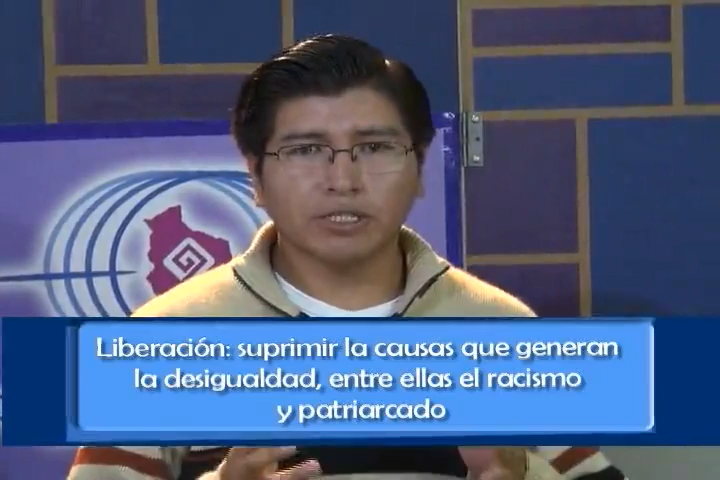 Liberación: suprimir la causas que generan
la desigualdad, entre ellas el racismo
y patriarcado